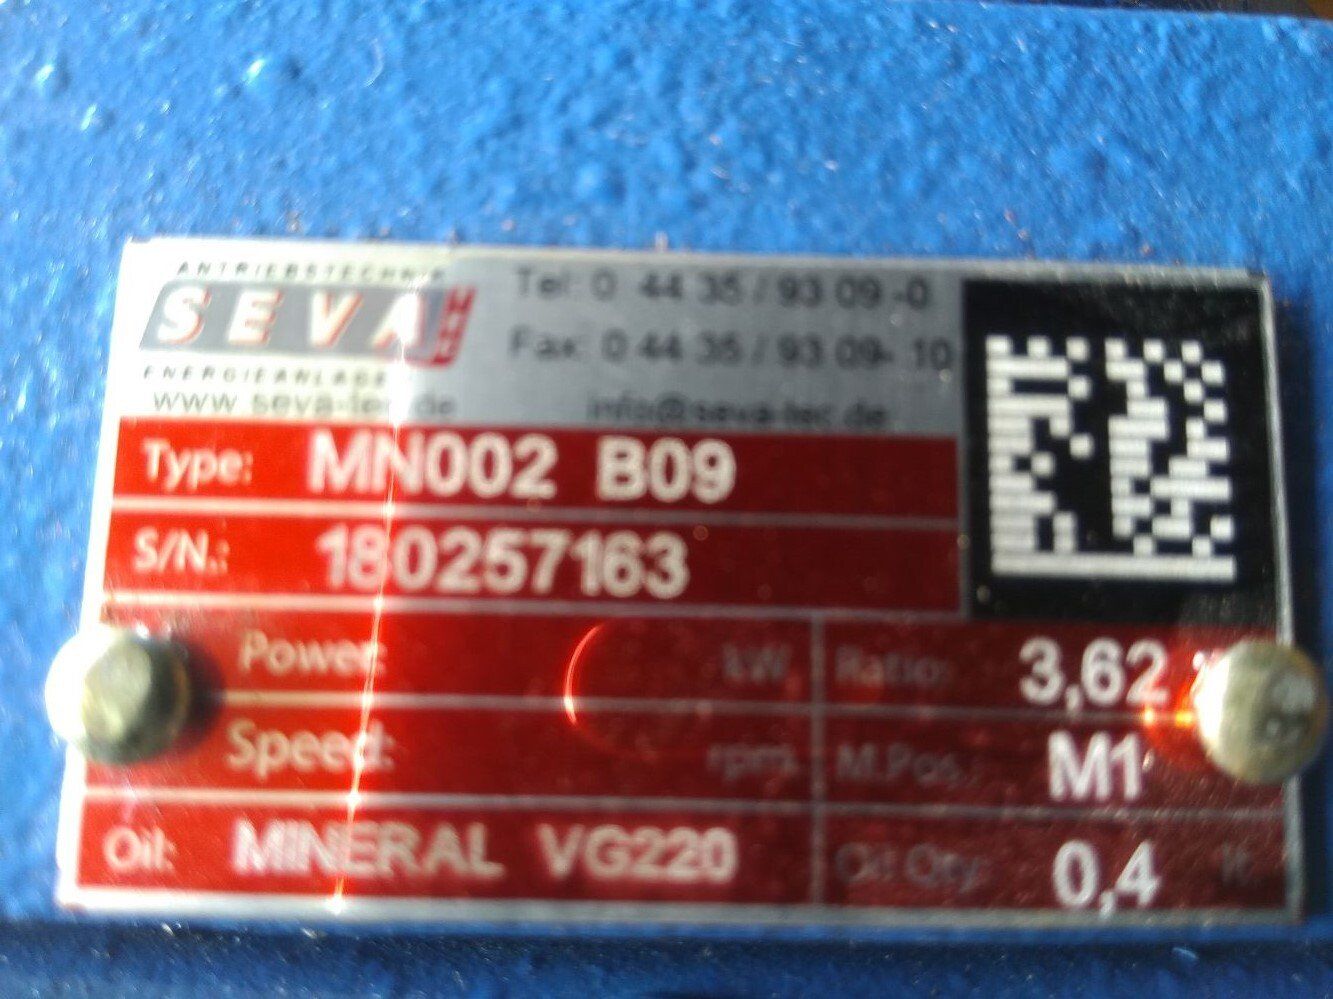 ANTRIEBSTECHNIK
SEVA
ENERGIEANLAGE
www.seva-tec.de
Tel: 0 44 35 / 93 09 -0
Fax: 0 44 35 / 93 09- 10
info@seva-tec.de
Type: MN002 B09
S/N.: 180257163
Power: kW
Ratio: 3,62
Speed: rpm
M.Pos.: M1
Oil: MINERAL VG220
Oil Qty: 0,4 lt.